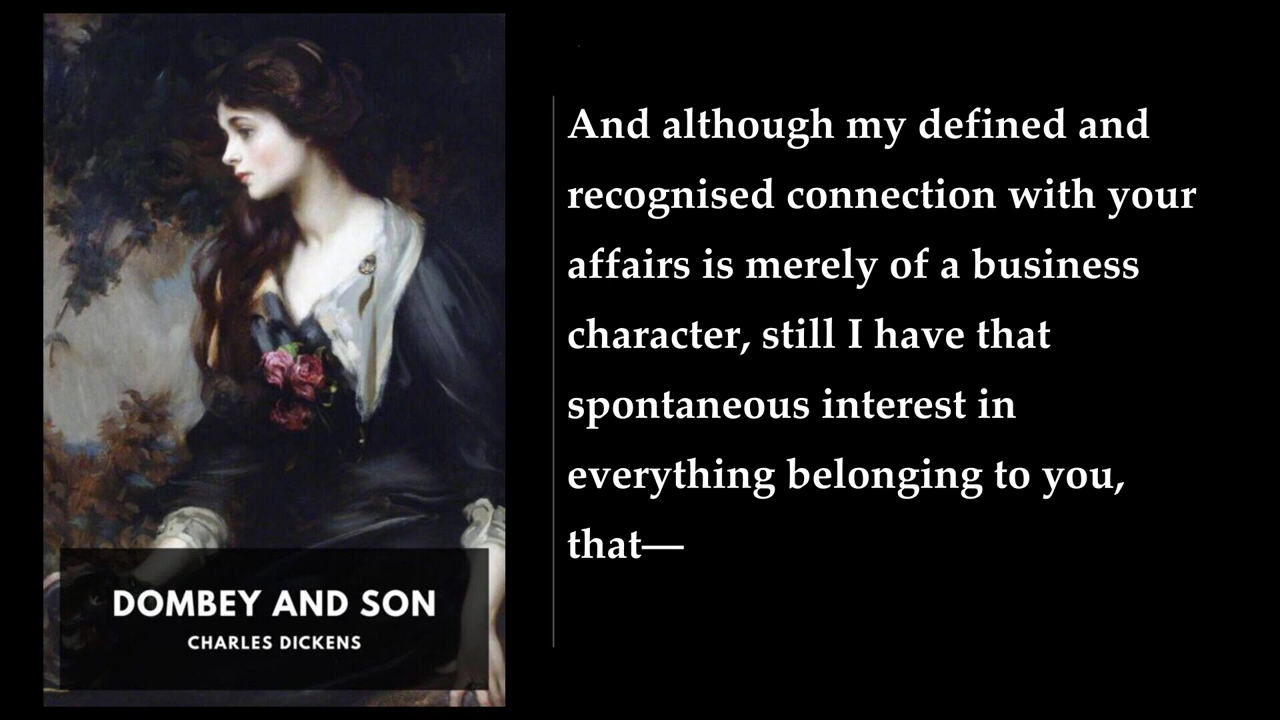 DOMBEY AND SON
CHARLES DICKENS
And although my defined and
recognised connection with your
affairs is merely of a business
character, still I have that
spontaneous interest in
everything belonging to you,
that—